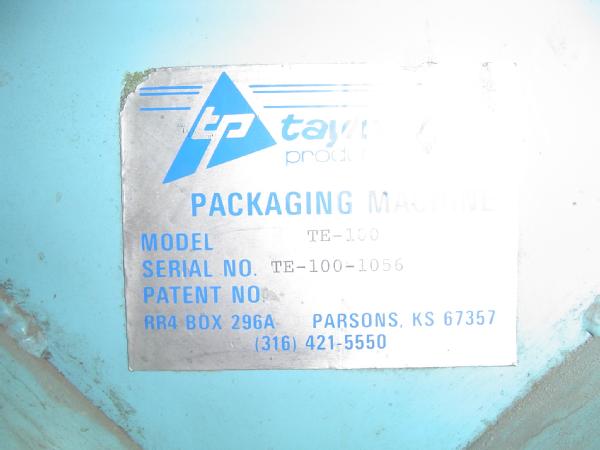 tp
PACKAGING MACHINE
MODEL TE-100
SERIAL NO. TE-100-1056
PATENT NO.
RR4 BOX 296A PARSONS, KS 67357
(316) 421-5550